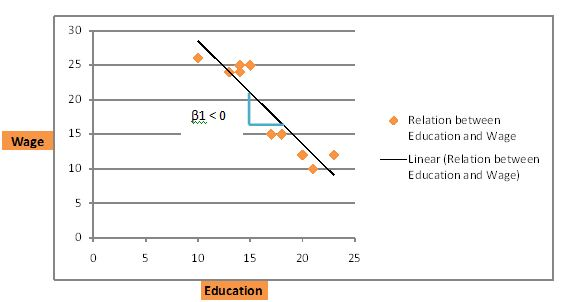 30
25
20
15
10
5
0
0 5 10 15 20 25
β1 < 0
Wage
Education
Relation between
Education and Wage
Linear (Relation between
Education and Wage)